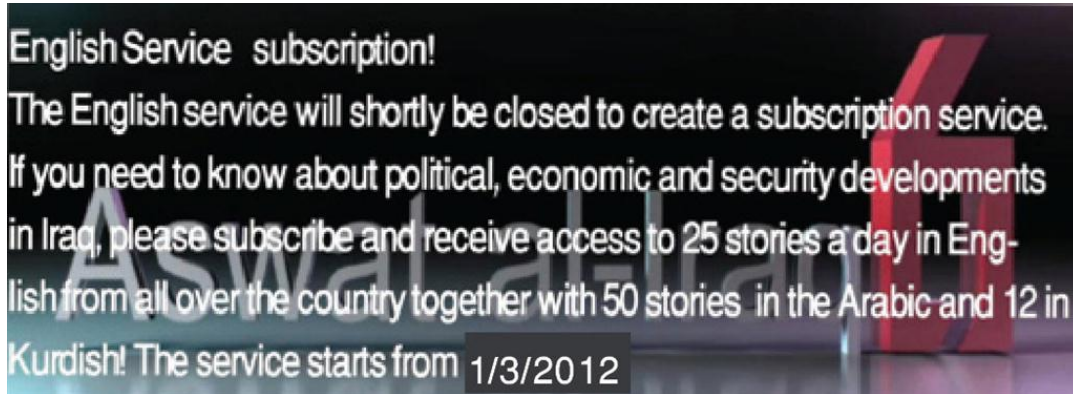 English Service subscription!
The English service will shortly be closed to create a subscription service.
If you need to know about political, economic and security developments
in Iraq, please subscribe and receive access to 25 stories a day in Eng-
lish from all over the country together with 50 stories in the Arabic and 12 in
Kurdish! The service starts from 1/3/2012
Aswat al-Iraq